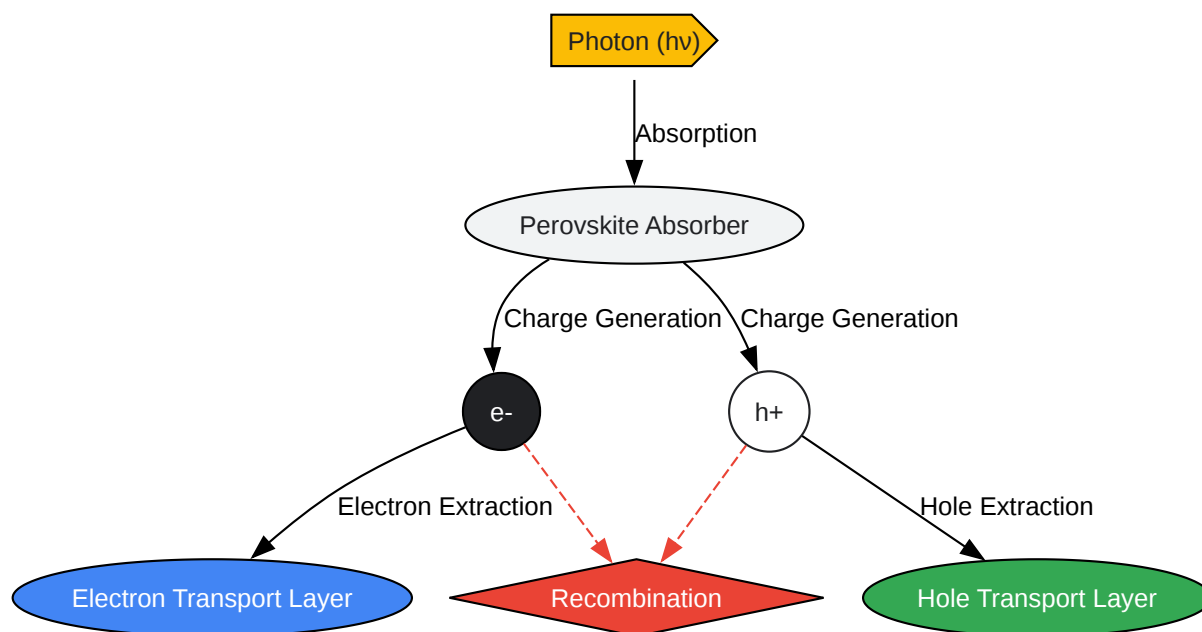 Photon (hν)
Absorption
Perovskite Absorber
Charge Generation
Charge Generation
e-
h+
Electron Extraction
Hole Extraction
Electron Transport Layer
Recombination
Hole Transport Layer